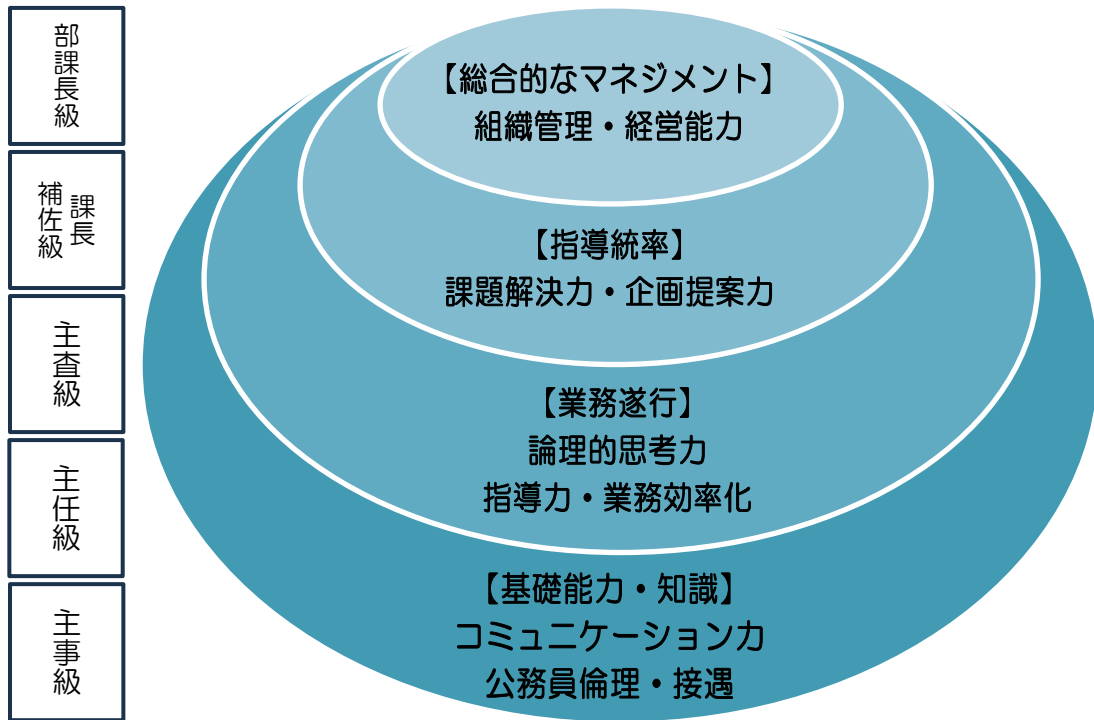 部課長級
課長
補佐級
主査級
主任級
主事級
【総合的なマネジメント】
組織管理・経営能力
【指導統率】
課題解決力・企画提案力
【業務遂行】
論理的思考力
指導力・業務効率化
【基礎能力・知識】
コミュニケーション力
公務員倫理・接遇